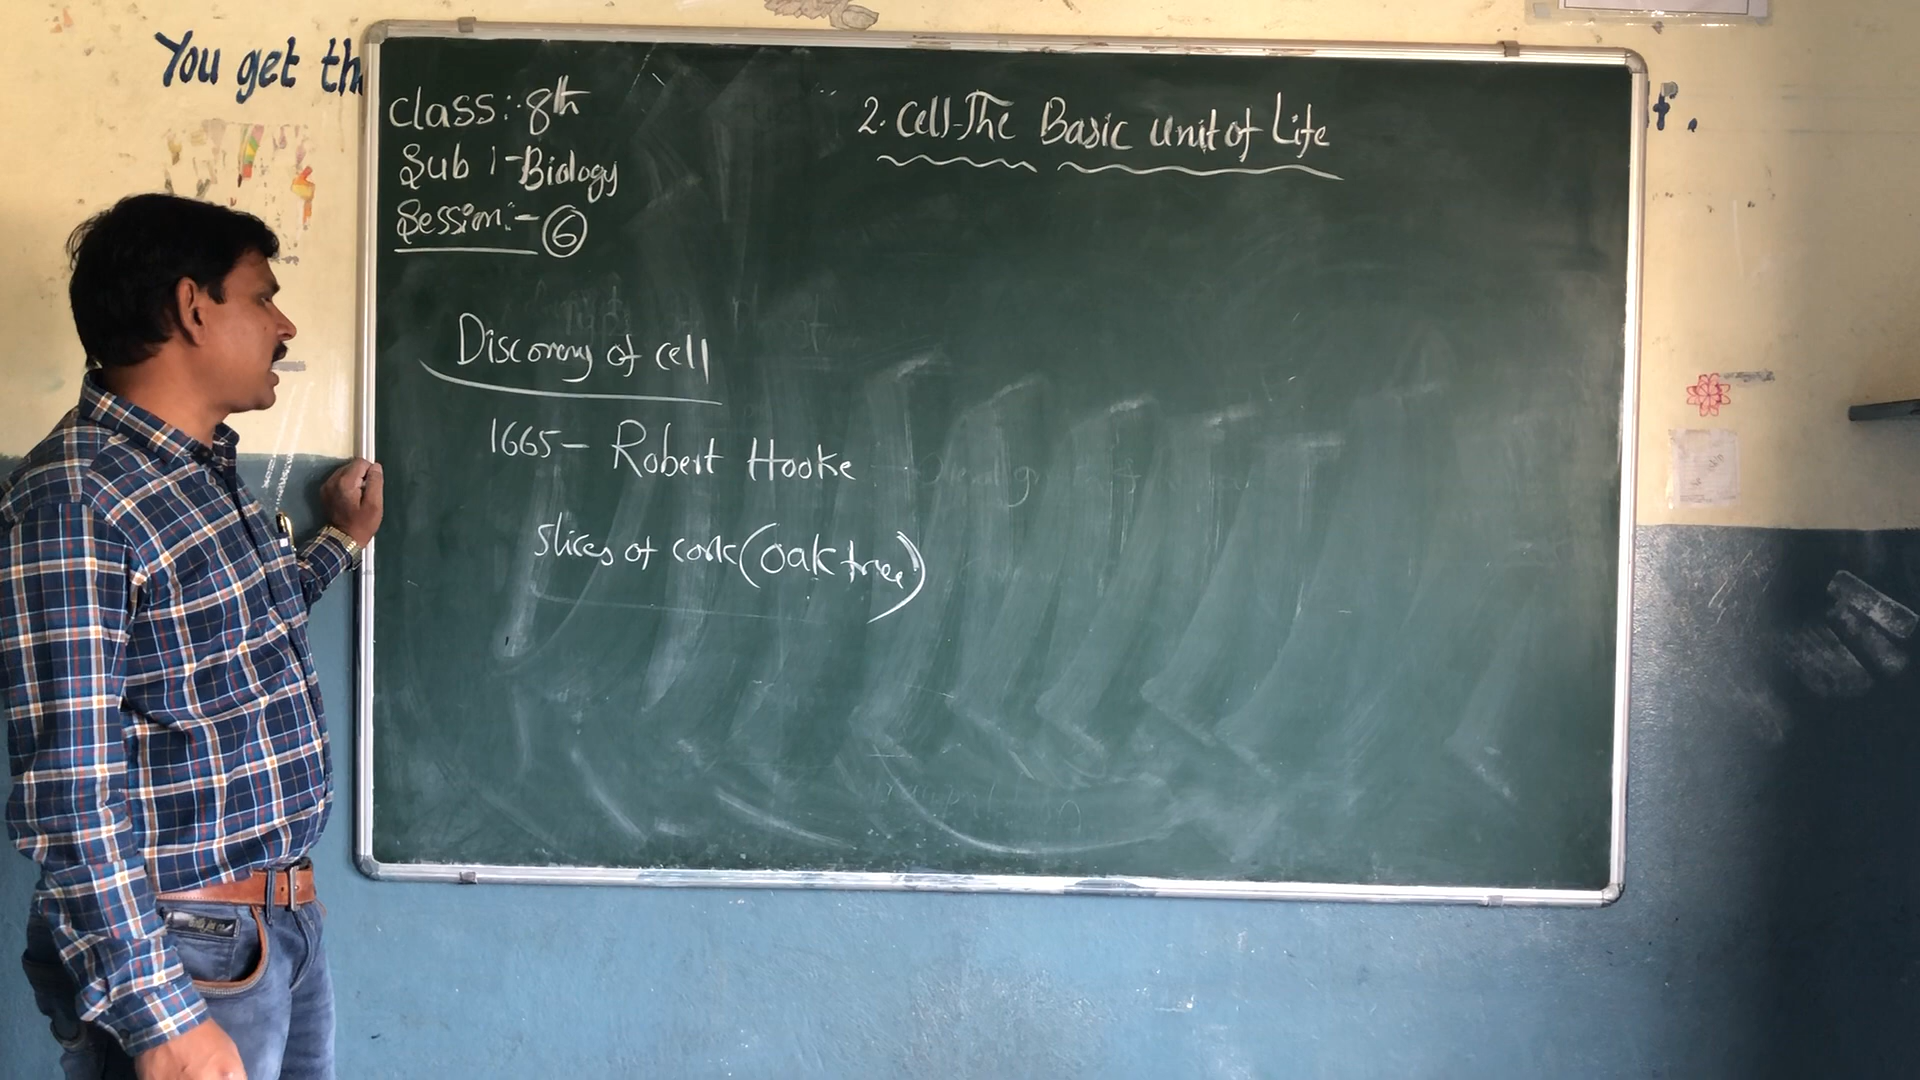 You get th
Class:- 8th
Sub :- Biology
Session:- 6
2. Cell-The Basic Unit of Life
Discovery of cell
1665- Robert Hooke
slices of cork (oak tree)